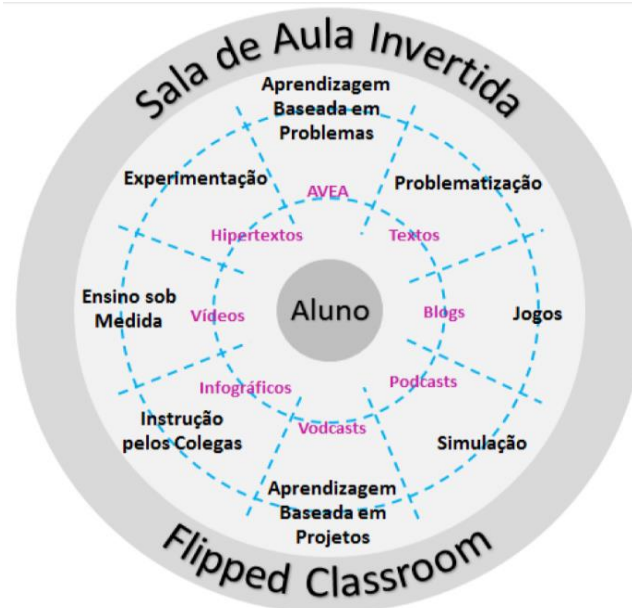 Sala de Aula Invertida
Aprendizagem
Baseada em
Problemas
Experimentação
Problematização
AVEA
Hipertextos
Textos
Ensino sob
Medida
Vídeos
Aluno
Blogs
Jogos
Infográficos
Podcasts
Instrução
pelos Colegas
Vodcasts
Simulação
Aprendizagem
Baseada em
Projetos
Flipped Classroom